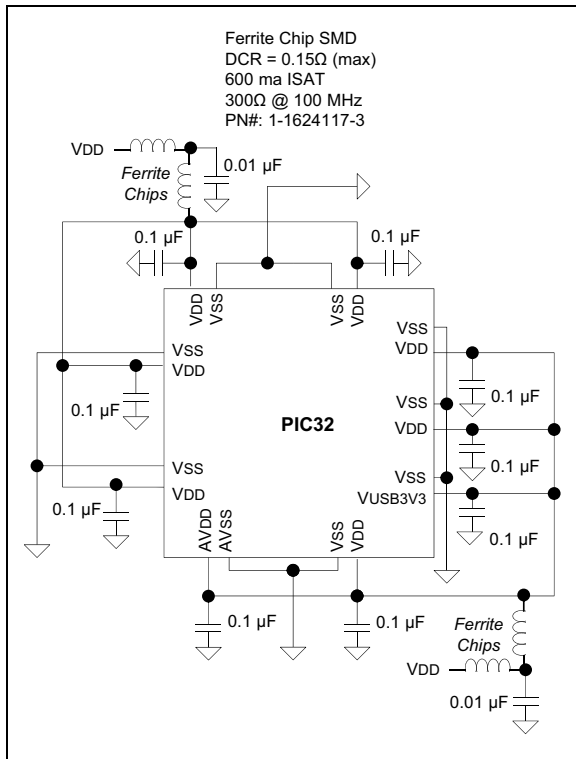 Ferrite Chip SMD
DCR = 0.15Ω (max)
600 ma ISAT
300Ω @ 100 MHz
PN#: 1-1624117-3
VDD
0.01 µF
Ferrite
Chips
0.1 µF
0.1 µF
VDD
VSS
VSS
VDD
VSS
VDD
VSS
VDD
0.1 µF
0.1 µF
VSS
PIC32
VDD
0.1 µF
VSS
VSS
VDD
0.1 µF
VUSB3V3
0.1 µF
AVDD
AVSS
VSS
VDD
0.1 µF
0.1 µF
Ferrite
Chips
VDD
0.01 µF